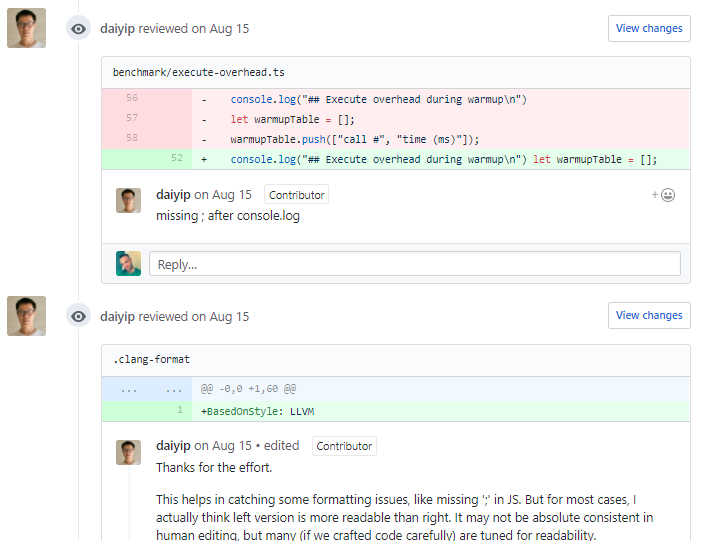 daiyip reviewed on Aug 15
View changes
benchmark/execute-overhead.ts
56 - console.log("## Execute overhead during warmup\n")
57 - let warmupTable = [];
58 - warmupTable.push(["call #", "time (ms)"]);
52 + console.log("## Execute overhead during warmup\n") let warmupTable = [];
daiyip on Aug 15 Contributor
missing ; after console.log
Reply...
daiyip reviewed on Aug 15
View changes
.clang-format
... ... @@ -0,0 +1,60 @@
1 +BasedOnStyle: LLVM
daiyip on Aug 15 • edited Contributor
Thanks for the effort.
This helps in catching some formatting issues, like missing ';' in JS. But for most cases, I
actually think left version is more readable than right. It may not be absolute consistent in
human editing, but many (if we crafted code carefully) are tuned for readability.